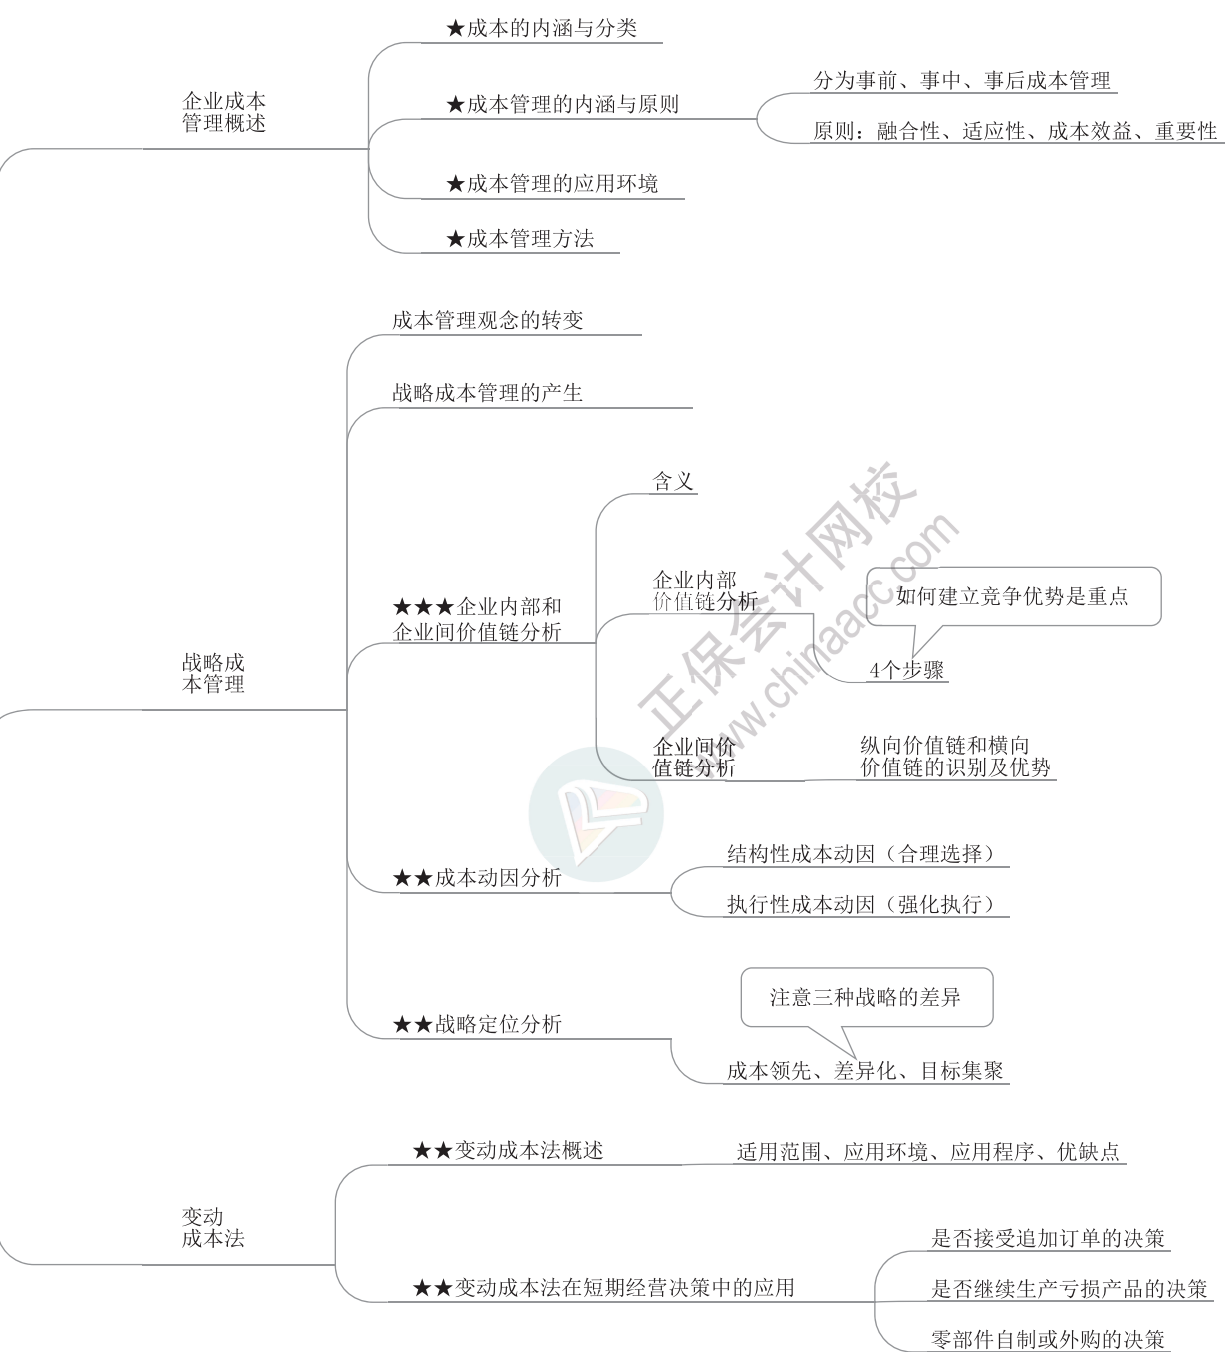 ★成本的内涵与分类
分为事前、事中、事后成本管理
企业成本
管理概述
★成本管理的内涵与原则
原则：融合性、适应性、成本效益、重要性
★成本管理的应用环境
★成本管理方法
成本管理观念的转变
战略成本管理的产生
含义
企业内部
价值链分析
如何建立竞争优势是重点
★★★企业内部和
企业间价值链分析
4个步骤
战略成
本管理
企业间价
值链分析
纵向价值链和横向
价值链的识别及优势
结构性成本动因（合理选择）
★★成本动因分析
执行性成本动因（强化执行）
注意三种战略的差异
★★战略定位分析
成本领先、差异化、目标集聚
★★变动成本法概述
适用范围、应用环境、应用程序、优缺点
变动
成本法
是否接受追加订单的决策
★★变动成本法在短期经营决策中的应用
是否继续生产亏损产品的决策
零部件自制或外购的决策
正保会计网校
www.chinaacc.com